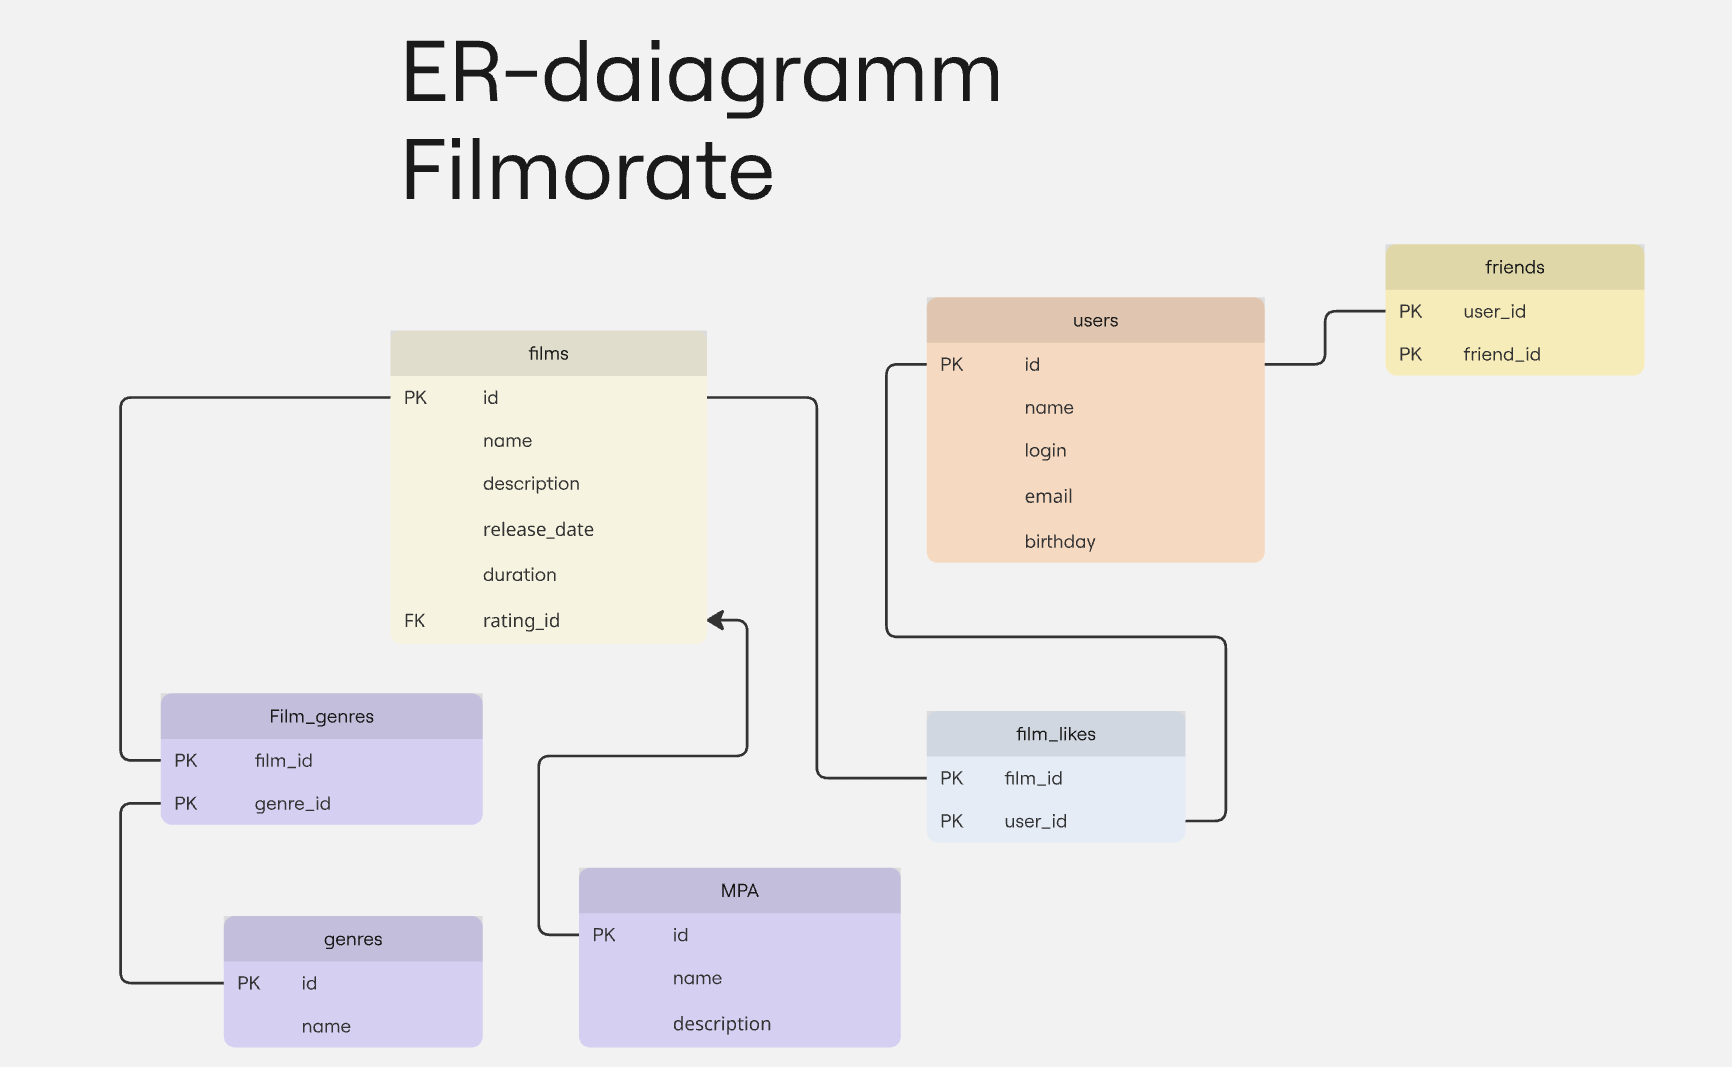 ER-daiagramm
Filmorate
friends
PK user_id
PK friend_id
users
PK id
name
login
email
birthday
films
PK id
name
description
release_date
duration
FK rating_id
Film_genres
PK film_id
PK genre_id
film_likes
PK film_id
PK user_id
MPA
PK id
name
description
genres
PK id
name